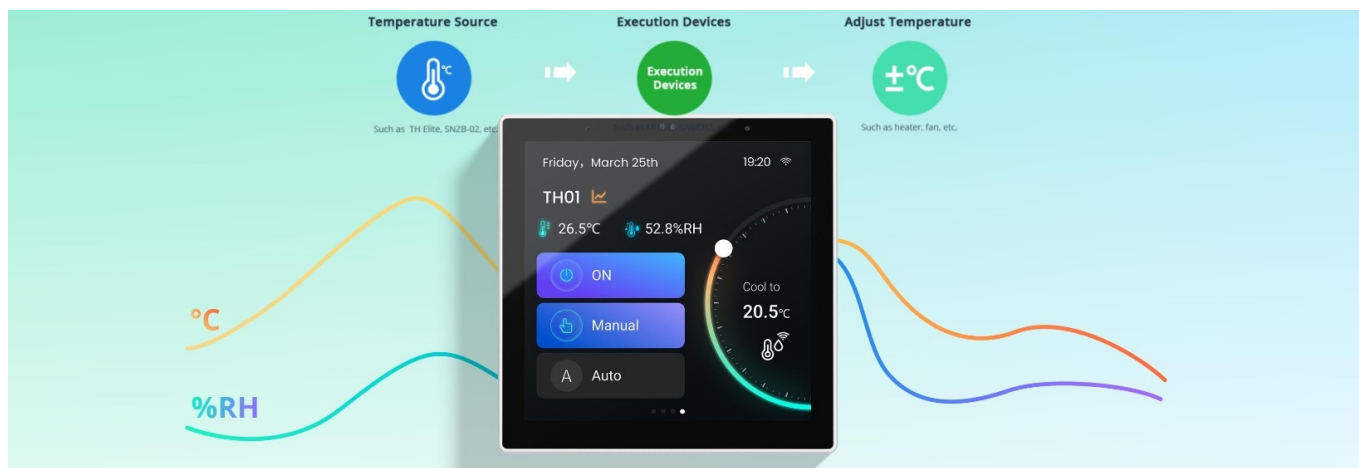 Temperature Source
Execution Devices
Adjust Temperature
°C
Execution
Devices
±°C
Such as TH Elite, SNZB-02, etc.
Such as heater, fan, etc.
Friday, March 25th
19:20
TH01
26.5°C
52.8%RH
ON
Cool to
20.5°C
Manual
A
Auto
°C
%RH